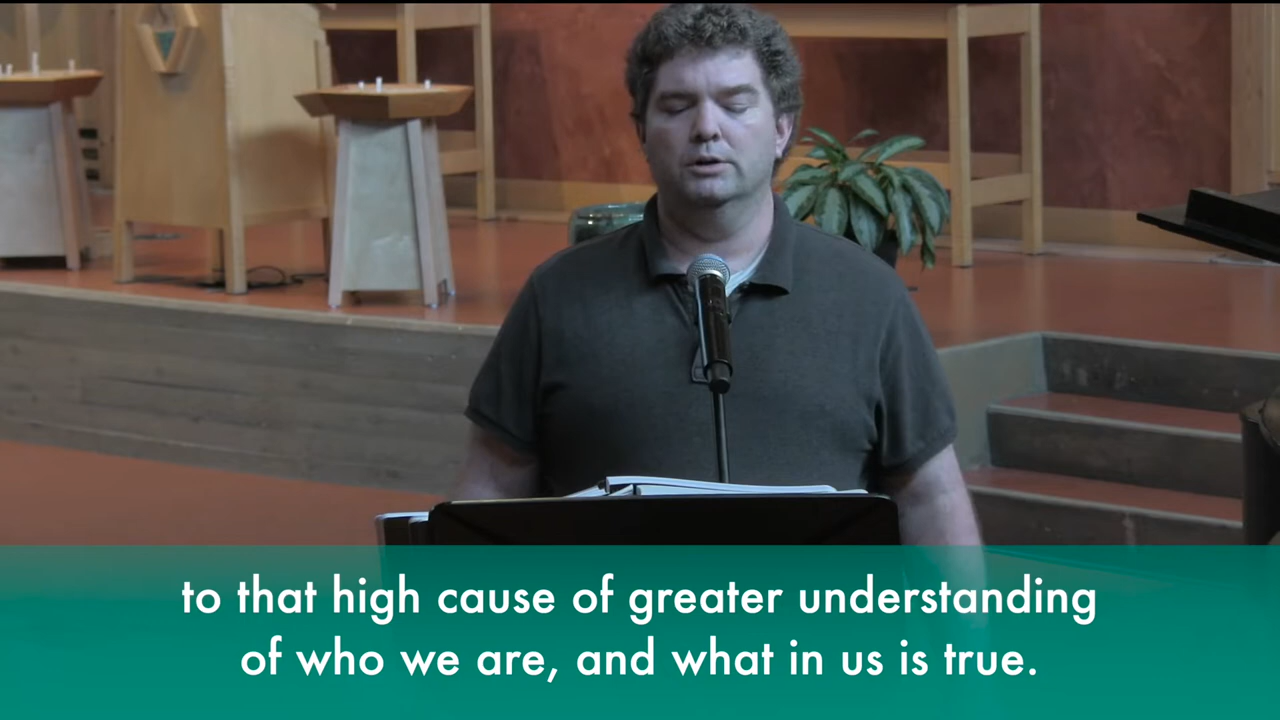 to that high cause of greater understanding
of who we are, and what in us is true.